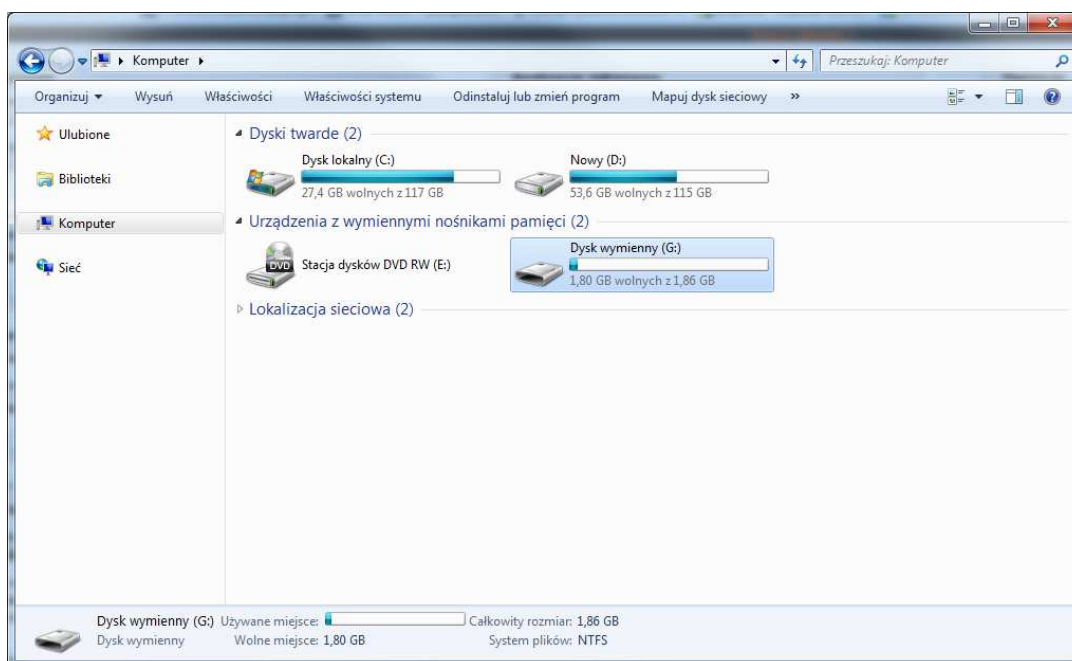 Komputer
Przeszukaj: Komputer
Organizuj Wysuń Właściwości Właściwości systemu Odinstaluj lub zmień program Mapuj dysk sieciowy »
Ulubione
Biblioteki
Komputer
Sieć
Dyski twarde (2)
Dysk lokalny (C:)
27,4 GB wolnych z 117 GB
Nowy (D:)
53,6 GB wolnych z 115 GB
Urządzenia z wymiennymi nośnikami pamięci (2)
DVD
Stacja dysków DVD RW (E:)
Dysk wymienny (G:)
1,80 GB wolnych z 1,86 GB
Lokalizacja sieciowa (2)
Dysk wymienny (G:) Używane miejsce: Całkowity rozmiar: 1,86 GB
Dysk wymienny Wolne miejsce: 1,80 GB System plików: NTFS